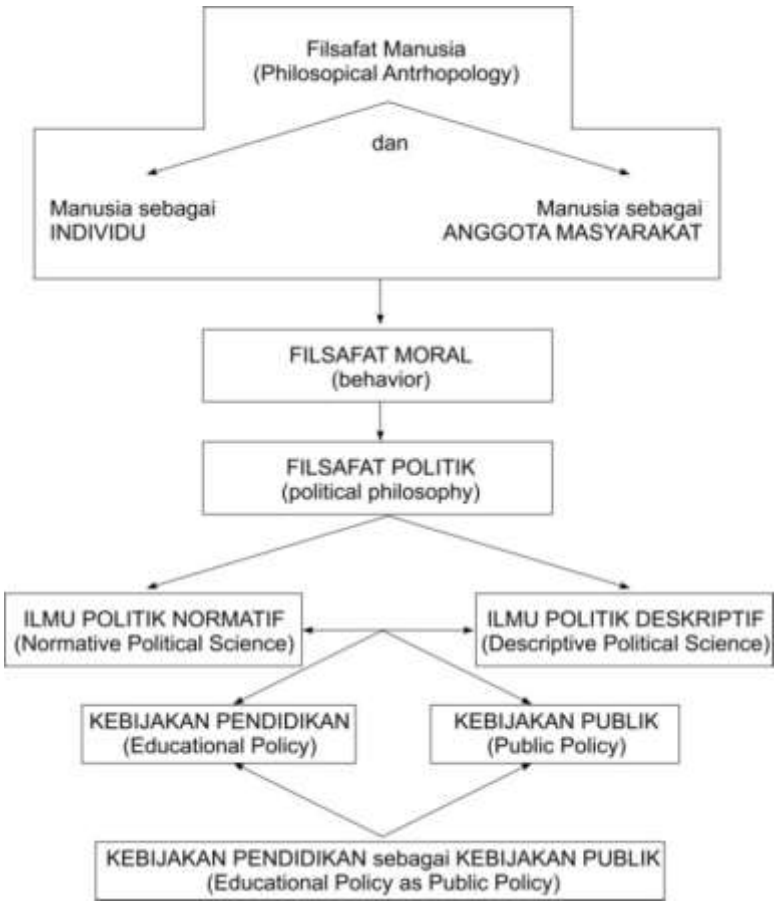 Filsafat Manusia
(Philosopical Antrhopology)
dan
Manusia sebagai
INDIVIDU
Manusia sebagai
ANGGOTA MASYARAKAT
FILSAFAT MORAL
(behavior)
FILSAFAT POLITIK
(political philosophy)
ILMU POLITIK NORMATIF
(Normative Political Science)
ILMU POLITIK DESKRIPTIF
(Descriptive Political Science)
KEBIJAKAN PENDIDIKAN
(Educational Policy)
KEBIJAKAN PUBLIK
(Public Policy)
KEBIJAKAN PENDIDIKAN sebagai KEBIJAKAN PUBLIK
(Educational Policy as Public Policy)